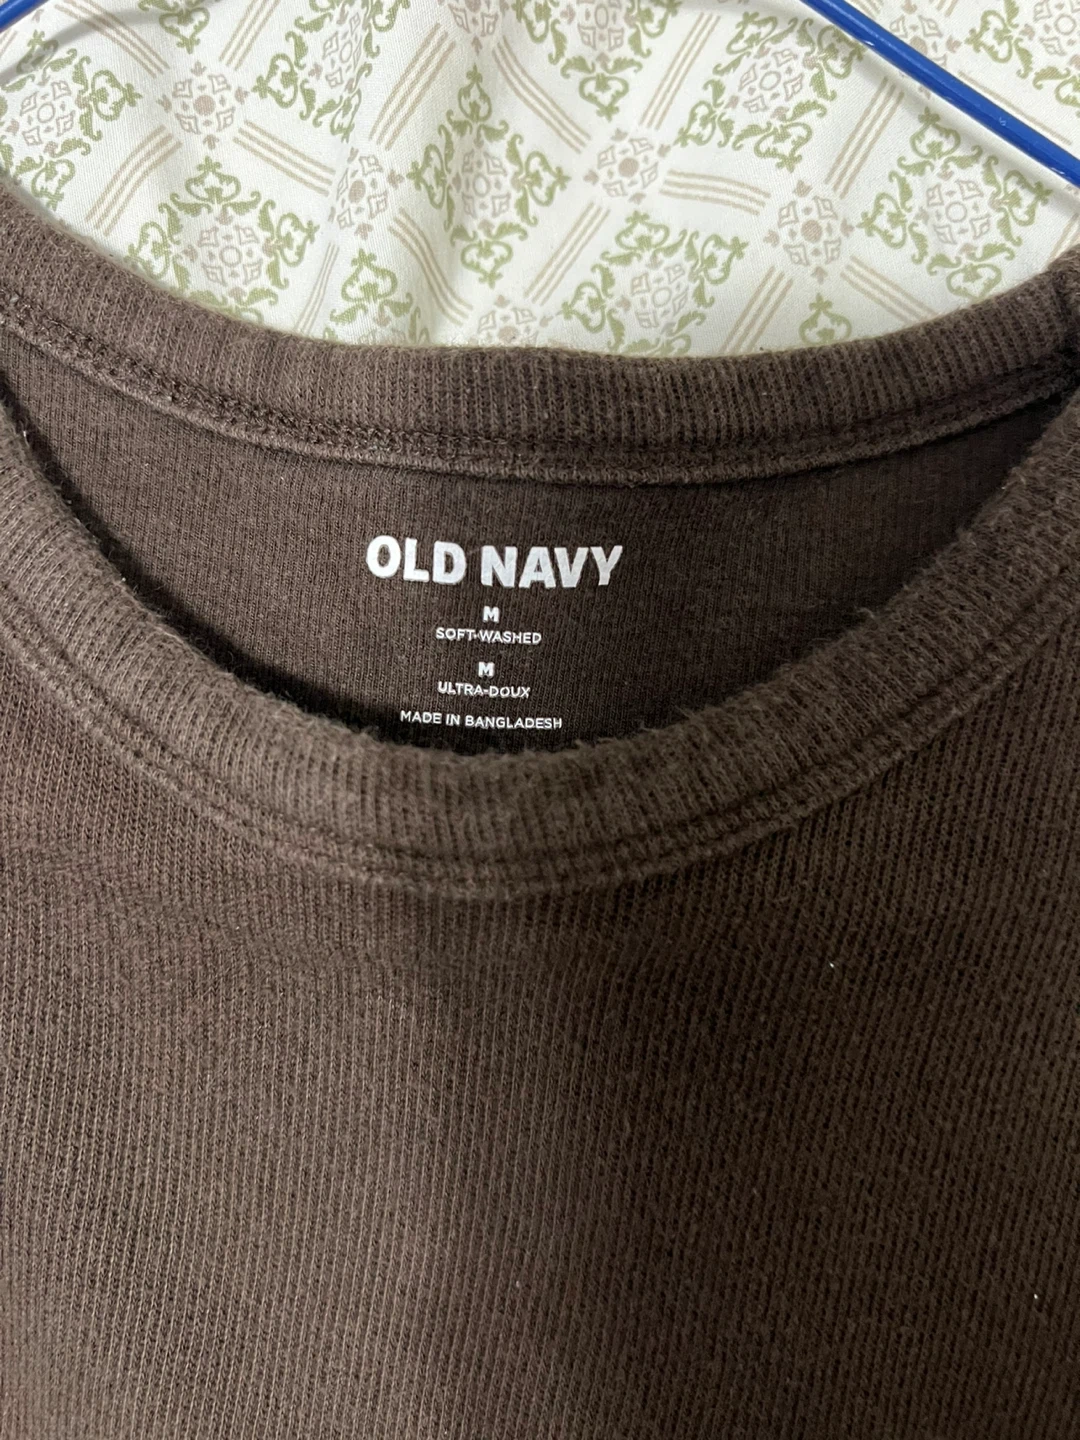 OLD NAVY
M
SOFT-WASHED
M
ULTRA-DOUX
MADE IN BANGLADESH